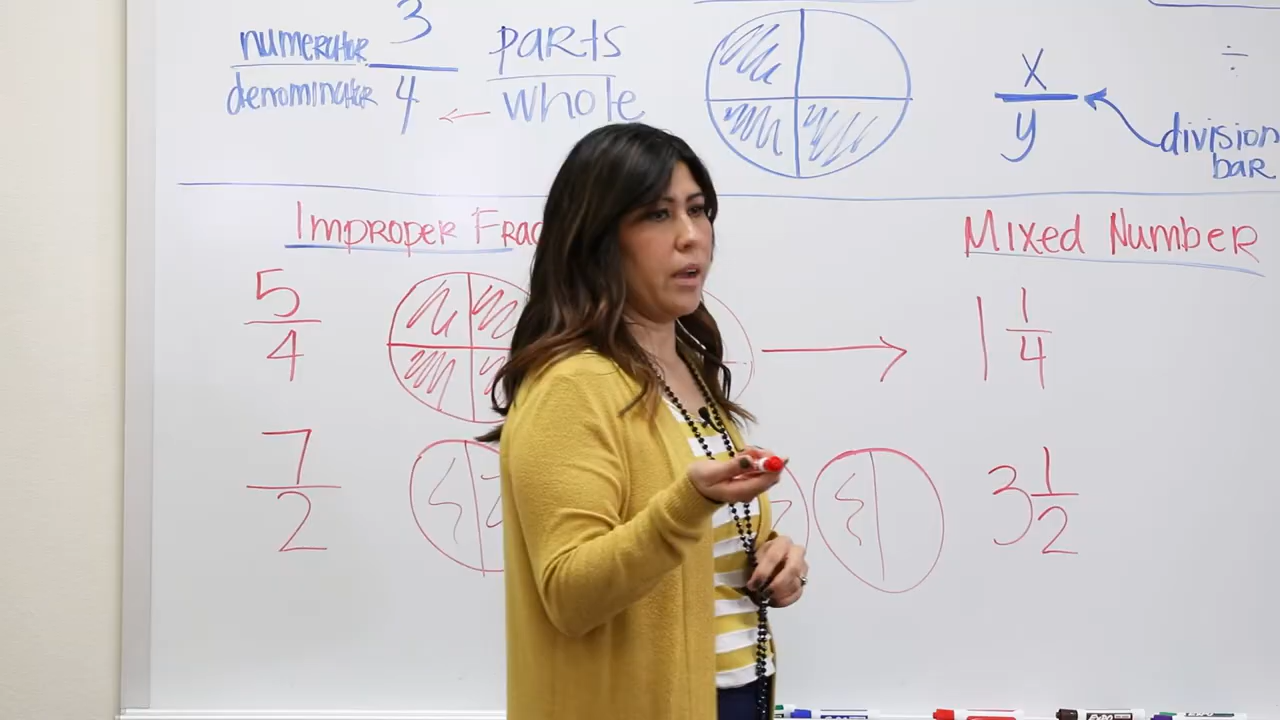 numerator 3 parts
denominator 4 ← whole
x
y
÷
division
bar
Improper Frac
Mixed Number
5
4
→
1 1/4
7
2
3 1/2